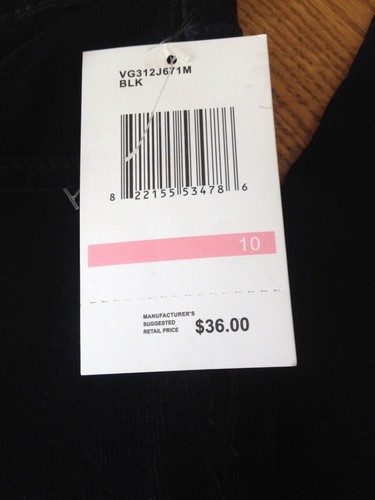 VG312J671M
BLK
8 22155 53478 6
10
MANUFACTURER'S
SUGGESTED
RETAIL PRICE $36.00